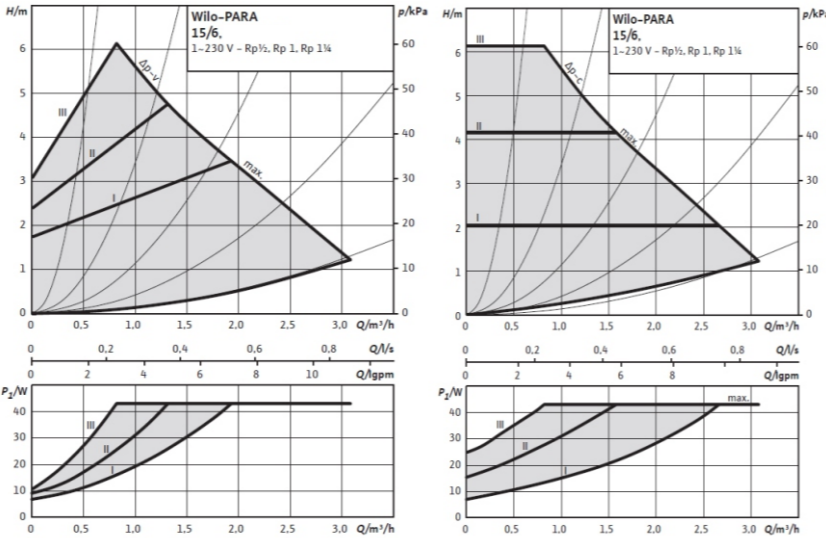 H/m
Wilo-PARA
15/6,
1~230 V - Rp½, Rp 1, Rp 1¼
p/kPa
6
5
4
3
2
1
0
60
50
40
30
20
10
0
Δp-v
III
II
I
max.
0 0,5 1,0 1,5 2,0 2,5 3,0 Q/m³/h
0 0,2 0,4 0,6 0,8 Q/l/s
0 2 4 6 8 10 Q/lgpm
P₁/W
40
30
20
10
0
III
II
I
0 0,5 1,0 1,5 2,0 2,5 3,0 Q/m³/h
H/m
Wilo-PARA
15/6,
1~230 V - Rp½, Rp 1, Rp 1¼
p/kPa
6
5
4
3
2
1
0
60
50
40
30
20
10
0
III
Δp-c
II
max.
I
0 0,5 1,0 1,5 2,0 2,5 3,0 Q/m³/h
0 0,2 0,4 0,6 0,8 Q/l/s
0 2 4 6 8 Q/lgpm
P₁/W
40
30
20
10
0
max.
III
II
I
0 0,5 1,0 1,5 2,0 2,5 3,0 Q/m³/h